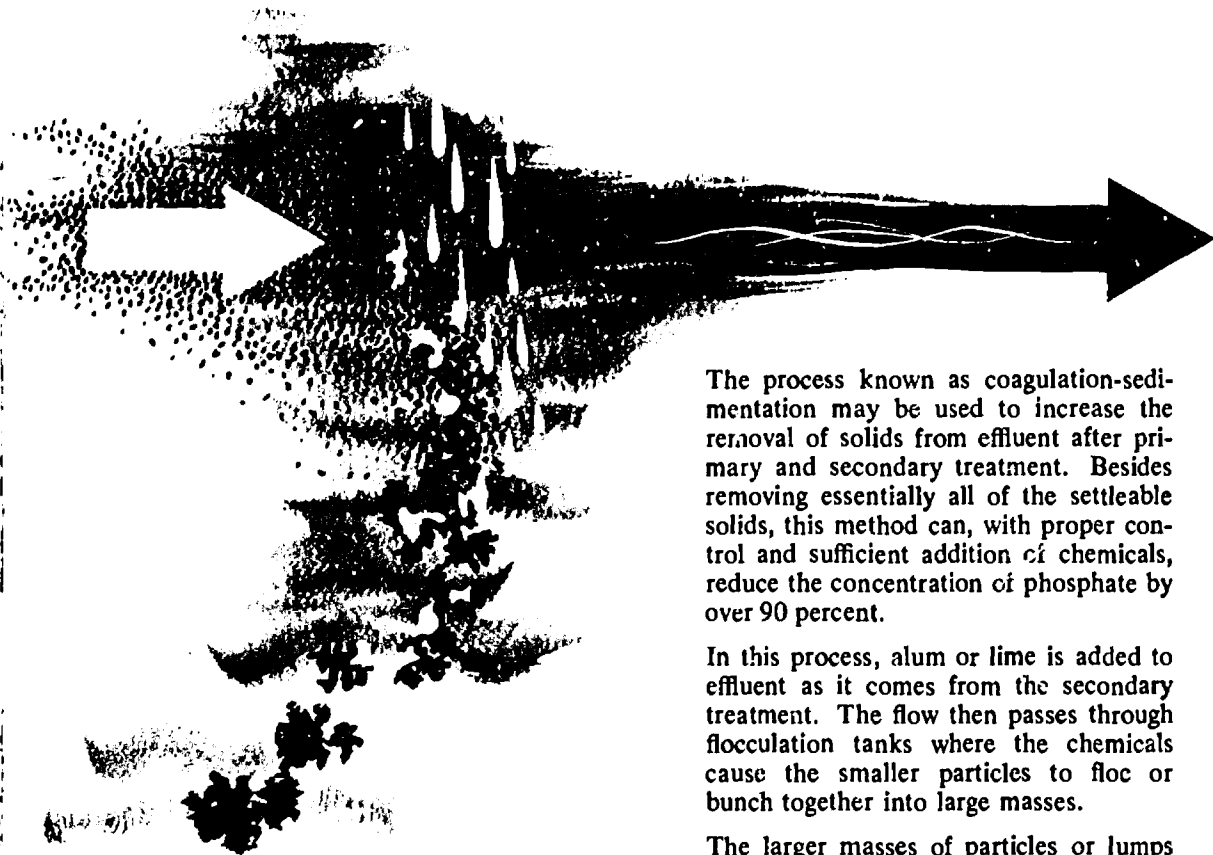 The process known as coagulation-sedi-
mentation may be used to increase the
removal of solids from effluent after pri-
mary and secondary treatment. Besides
removing essentially all of the settleable
solids, this method can, with proper con-
trol and sufficient addition of chemicals,
reduce the concentration of phosphate by
over 90 percent.
In this process, alum or lime is added to
effluent as it comes from the secondary
treatment. The flow then passes through
flocculation tanks where the chemicals
cause the smaller particles to floc or
bunch together into large masses.
The larger masses of particles or lumps